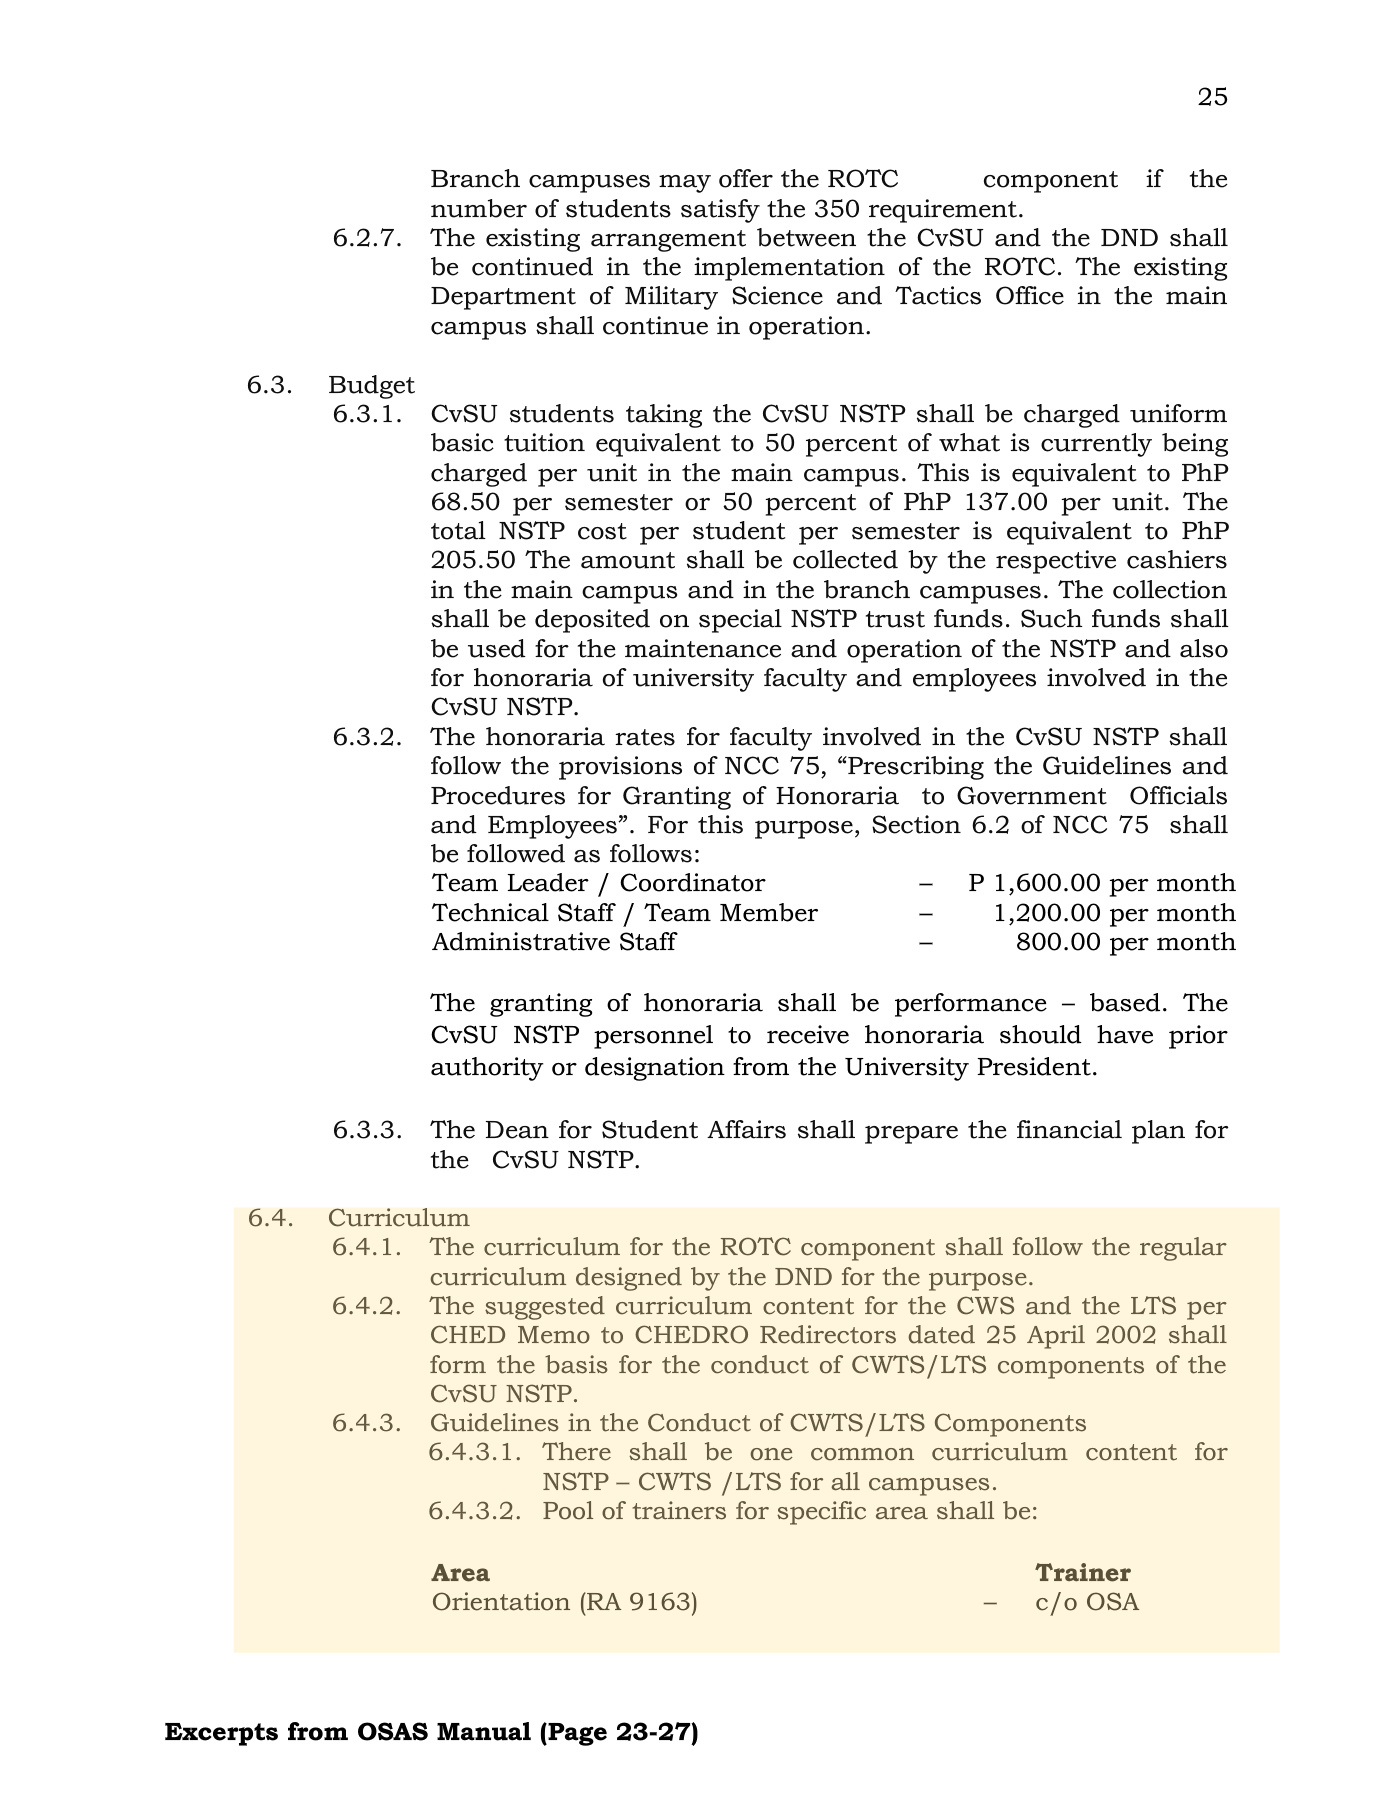 25
Branch campuses may offer the ROTC component if the
number of students satisfy the 350 requirement.
6.2.7. The existing arrangement between the CvSU and the DND shall
be continued in the implementation of the ROTC. The existing
Department of Military Science and Tactics Office in the main
campus shall continue in operation.
6.3. Budget
6.3.1. CvSU students taking the CvSU NSTP shall be charged uniform
basic tuition equivalent to 50 percent of what is currently being
charged per unit in the main campus. This is equivalent to PhP
68.50 per semester or 50 percent of PhP 137.00 per unit. The
total NSTP cost per student per semester is equivalent to PhP
205.50 The amount shall be collected by the respective cashiers
in the main campus and in the branch campuses. The collection
shall be deposited on special NSTP trust funds. Such funds shall
be used for the maintenance and operation of the NSTP and also
for honoraria of university faculty and employees involved in the
CvSU NSTP.
6.3.2. The honoraria rates for faculty involved in the CvSU NSTP shall
follow the provisions of NCC 75, “Prescribing the Guidelines and
Procedures for Granting of Honoraria to Government Officials
and Employees”. For this purpose, Section 6.2 of NCC 75 shall
be followed as follows:
Team Leader / Coordinator – P 1,600.00 per month
Technical Staff / Team Member – 1,200.00 per month
Administrative Staff – 800.00 per month
The granting of honoraria shall be performance – based. The
CvSU NSTP personnel to receive honoraria should have prior
authority or designation from the University President.
6.3.3. The Dean for Student Affairs shall prepare the financial plan for
the CvSU NSTP.
6.4. Curriculum
6.4.1. The curriculum for the ROTC component shall follow the regular
curriculum designed by the DND for the purpose.
6.4.2. The suggested curriculum content for the CWS and the LTS per
CHED Memo to CHEDRO Redirectors dated 25 April 2002 shall
form the basis for the conduct of CWTS/LTS components of the
CvSU NSTP.
6.4.3. Guidelines in the Conduct of CWTS/LTS Components
6.4.3.1. There shall be one common curriculum content for
NSTP – CWTS /LTS for all campuses.
6.4.3.2. Pool of trainers for specific area shall be:
Area Trainer
Orientation (RA 9163) – c/o OSA
Excerpts from OSAS Manual (Page 23-27)